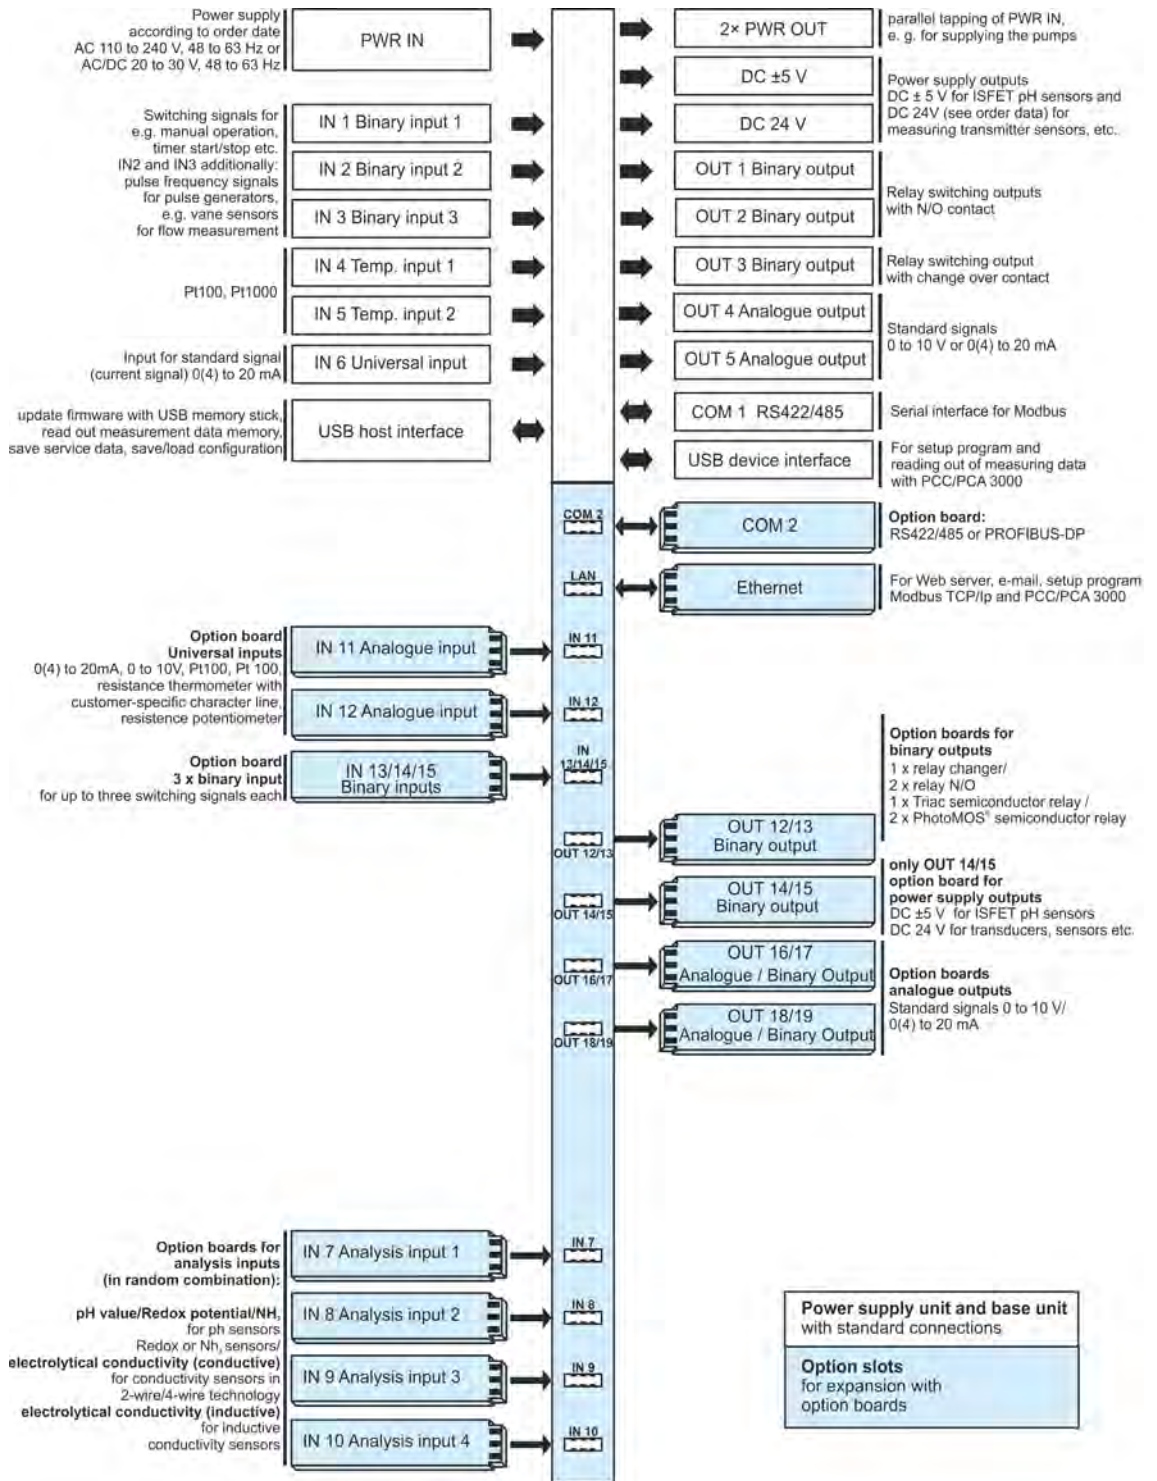 Power supply
according to order date
AC 110 to 240 V, 48 to 63 Hz or
AC/DC 20 to 30 V, 48 to 63 Hz
PWR IN
2× PWR OUT
parallel tapping of PWR IN,
e. g. for supplying the pumps
DC ±5 V
DC 24 V
Power supply outputs
DC ± 5 V for ISFET pH sensors and
DC 24V (see order data) for
measuring transmitter sensors, etc.
Switching signals for
e.g. manual operation,
timer start/stop etc.
IN2 and IN3 additionally:
pulse frequency signals
for pulse generators,
e.g. vane sensors
for flow measurement
IN 1 Binary input 1
IN 2 Binary input 2
IN 3 Binary input 3
OUT 1 Binary output
OUT 2 Binary output
Relay switching outputs
with N/O contact
Pt100, Pt1000
IN 4 Temp. input 1
IN 5 Temp. input 2
OUT 3 Binary output
Relay switching output
with change over contact
OUT 4 Analogue output
OUT 5 Analogue output
Standard signals
0 to 10 V or 0(4) to 20 mA
Input for standard signal
(current signal) 0(4) to 20 mA
IN 6 Universal input
update firmware with USB memory stick,
read out measurement data memory,
save service data, save/load configuration
USB host interface
COM 1 RS422/485
Serial interface for Modbus
USB device interface
For setup program and
reading out of measuring data
with PCC/PCA 3000
COM 2
COM 2
Option board:
RS422/485 or PROFIBUS-DP
LAN
Ethernet
For Web server, e-mail, setup program
Modbus TCP/Ip and PCC/PCA 3000
Option board
Universal inputs
0(4) to 20mA, 0 to 10V, Pt100, Pt 100,
resistance thermometer with
customer-specific character line,
resistence potentiometer
IN 11 Analogue input
IN 11
IN 12 Analogue input
IN 12
Option board
3 x binary input
for up to three switching signals each
IN 13/14/15
Binary inputs
IN
13/14/15
OUT 12/13
OUT 12/13
Binary output
Option boards for
binary outputs
1 x relay changer/
2 x relay N/O
1 x Triac semiconductor relay /
2 x PhotoMOS® semiconductor relay
OUT 14/15
OUT 14/15
Binary output
only OUT 14/15
option board for
power supply outputs
DC ±5 V for ISFET pH sensors
DC 24 V for transducers, sensors etc.
OUT 16/17
OUT 16/17
Analogue / Binary Output
OUT 18/19
OUT 18/19
Analogue / Binary Output
Option boards
analogue outputs
Standard signals 0 to 10 V/
0(4) to 20 mA
Option boards for
analysis inputs
(in random combination):
pH value/Redox potential/NH₃
for ph sensors
Redox or Nh₃ sensors/
electrolytical conductivity (conductive)
for conductivity sensors in
2-wire/4-wire technology
electrolytical conductivity (inductive)
for inductive
conductivity sensors
IN 7 Analysis input 1
IN 7
IN 8 Analysis input 2
IN 8
IN 9 Analysis input 3
IN 9
IN 10 Analysis input 4
IN 10
Power supply unit and base unit
with standard connections
Option slots
for expansion with
option boards